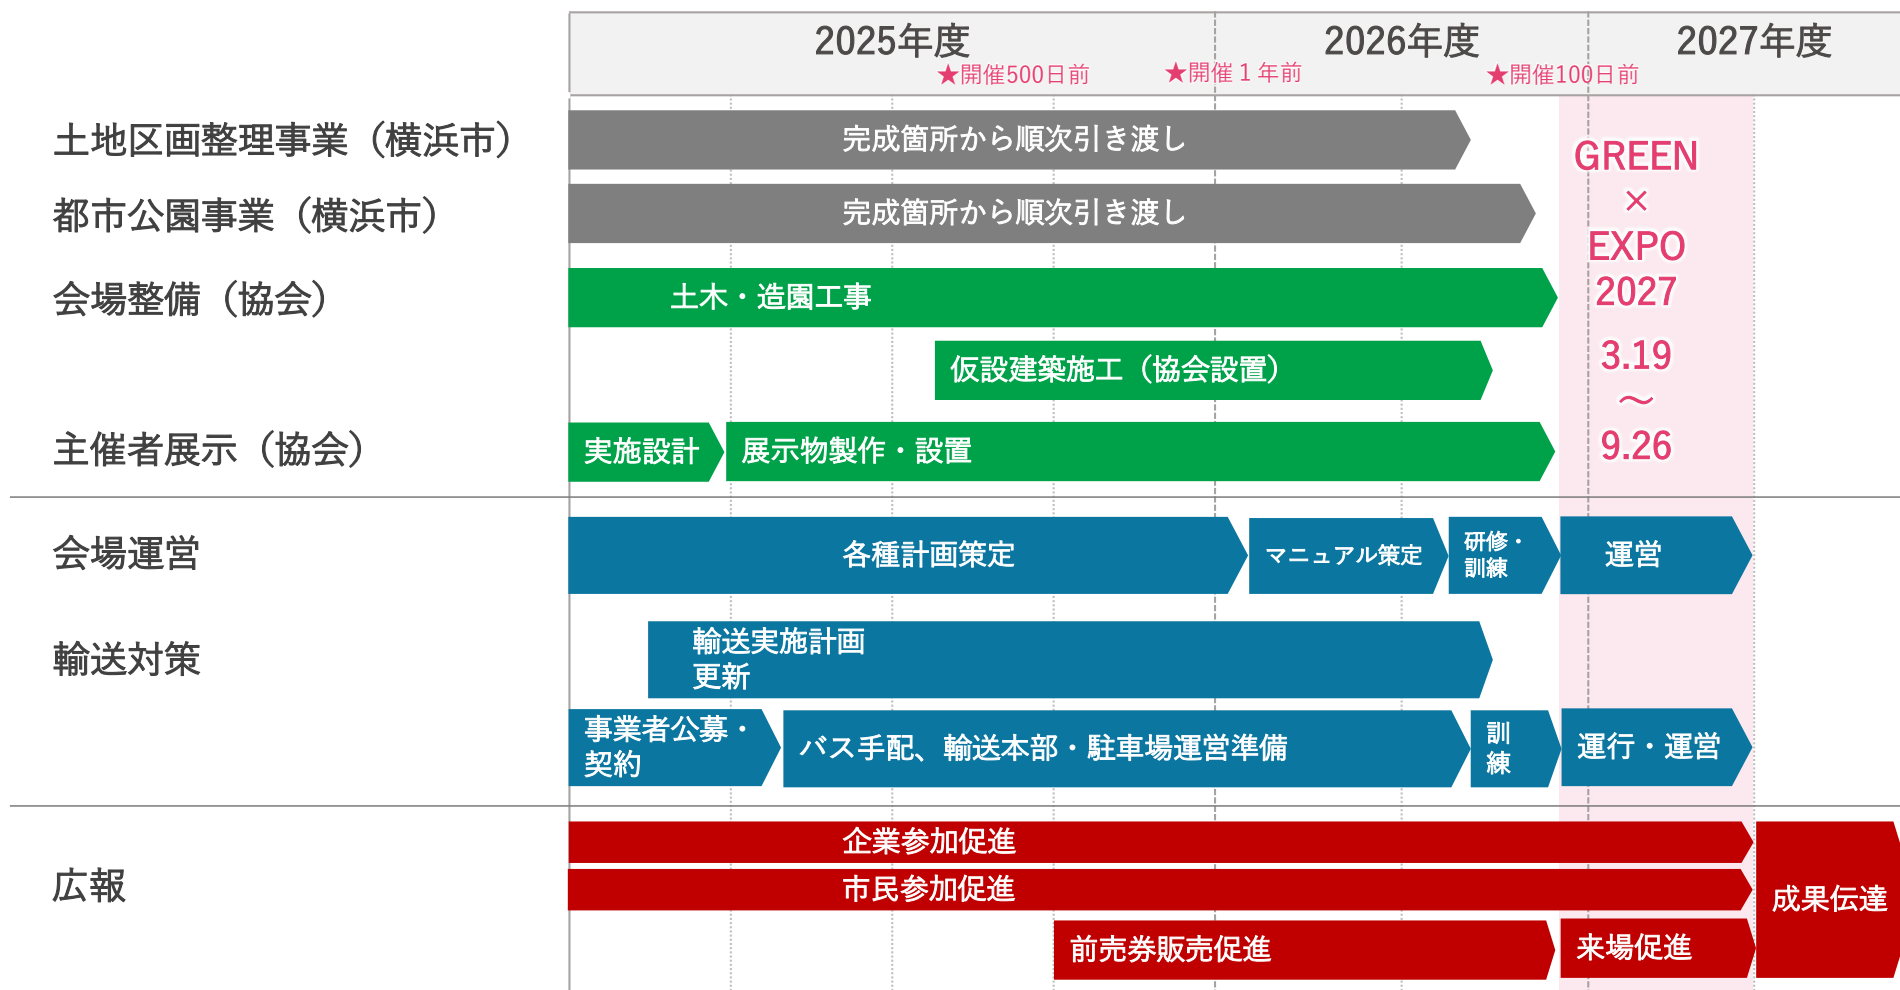 2025年度
2026年度
2027年度
★開催500日前
★開催１年前
★開催100日前
土地区画整理事業（横浜市）
完成箇所から順次引き渡し
都市公園事業（横浜市）
完成箇所から順次引き渡し
会場整備（協会）
土木・造園工事
仮設建築施工（協会設置）
主催者展示（協会）
実施設計
展示物製作・設置
GREEN
×
EXPO
2027
3.19
～
9.26
会場運営
各種計画策定
マニュアル策定
研修・
訓練
運営
輸送対策
輸送実施計画
更新
事業者公募・
契約
バス手配、輸送本部・駐車場運営準備
訓
練
運行・運営
広報
企業参加促進
市民参加促進
前売券販売促進
来場促進
成果伝達